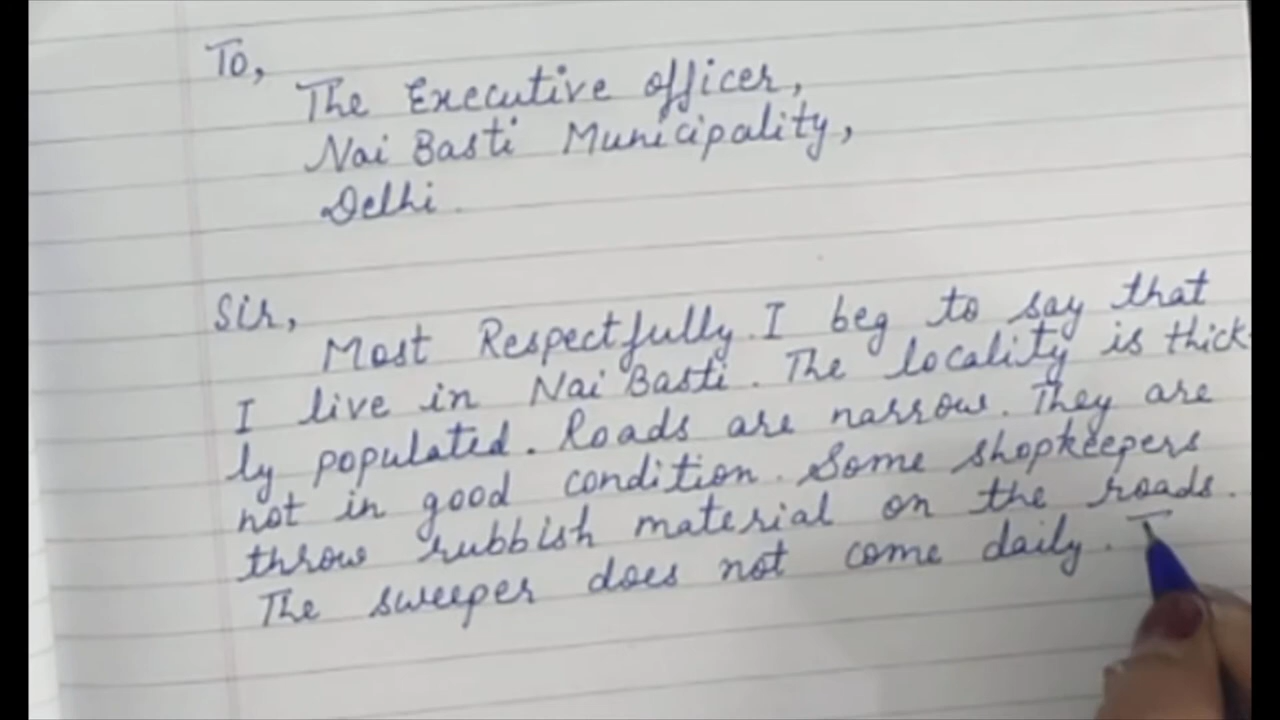 To,
The Executive officer,
Nai Basti Municipality,
Delhi.
Sir,
Most Respectfully I beg to say that
I live in Nai Basti. The locality is thick-
ly populated. Roads are narrow. They are
not in good condition. Some shopkeepers
throw rubbish material on the roads.
The sweeper does not come daily. T